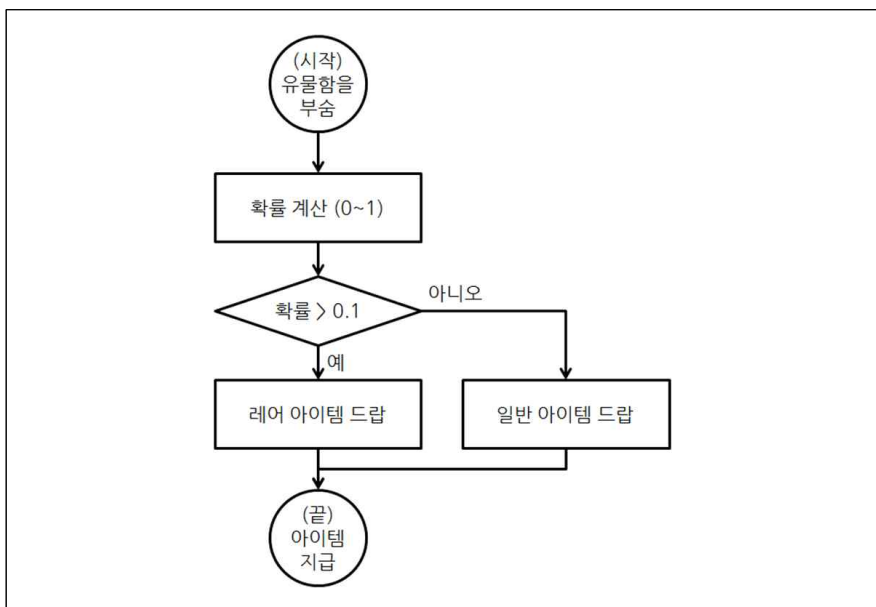 (시작)
유물함을
부숨
확률 계산 (0~1)
확률 > 0.1
아니오
예
레어 아이템 드랍
일반 아이템 드랍
(끝)
아이템
지급